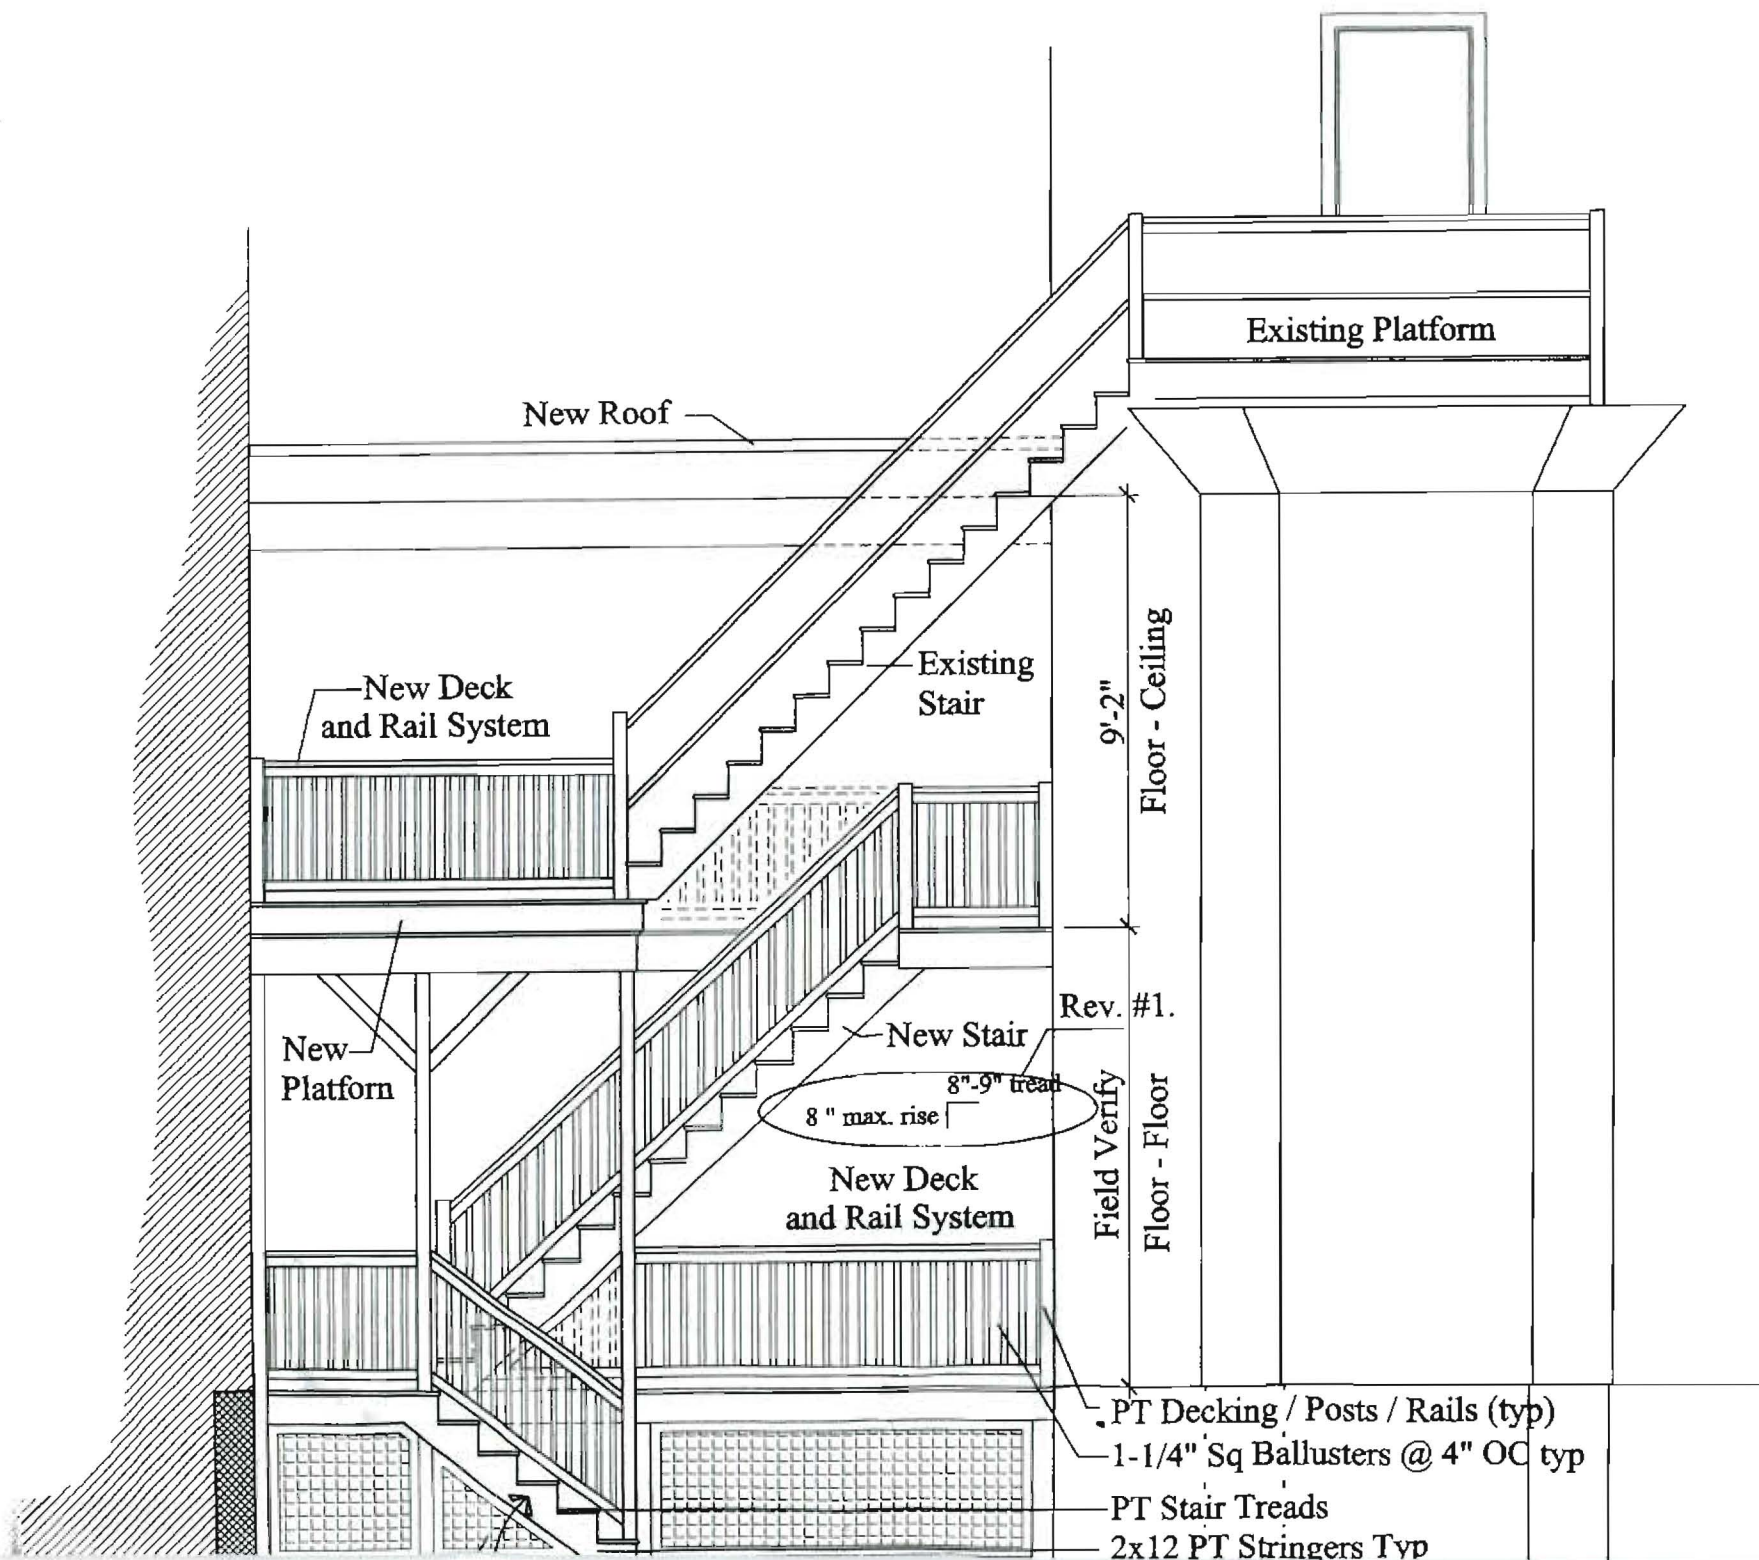 Existing Platform
New Roof
Existing
Stair
New Deck
and Rail System
9'-2"
Floor - Ceiling
Rev. #1.
New Stair
New
Platforn
8"-9" tread
8 " max. rise
Field Verify
Floor - Floor
New Deck
and Rail System
PT Decking / Posts / Rails (typ)
1-1/4" Sq Ballusters @ 4" OC typ
PT Stair Treads
2x12 PT Stringers Typ